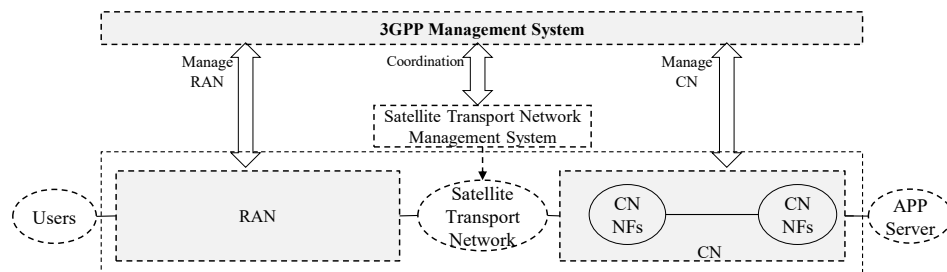 3GPP Management System
Manage
RAN
Coordination
Manage
CN
Satellite Transport Network
Management System
Users
RAN
Satellite
Transport
Network
CN
NFs
CN
NFs
CN
APP
Server